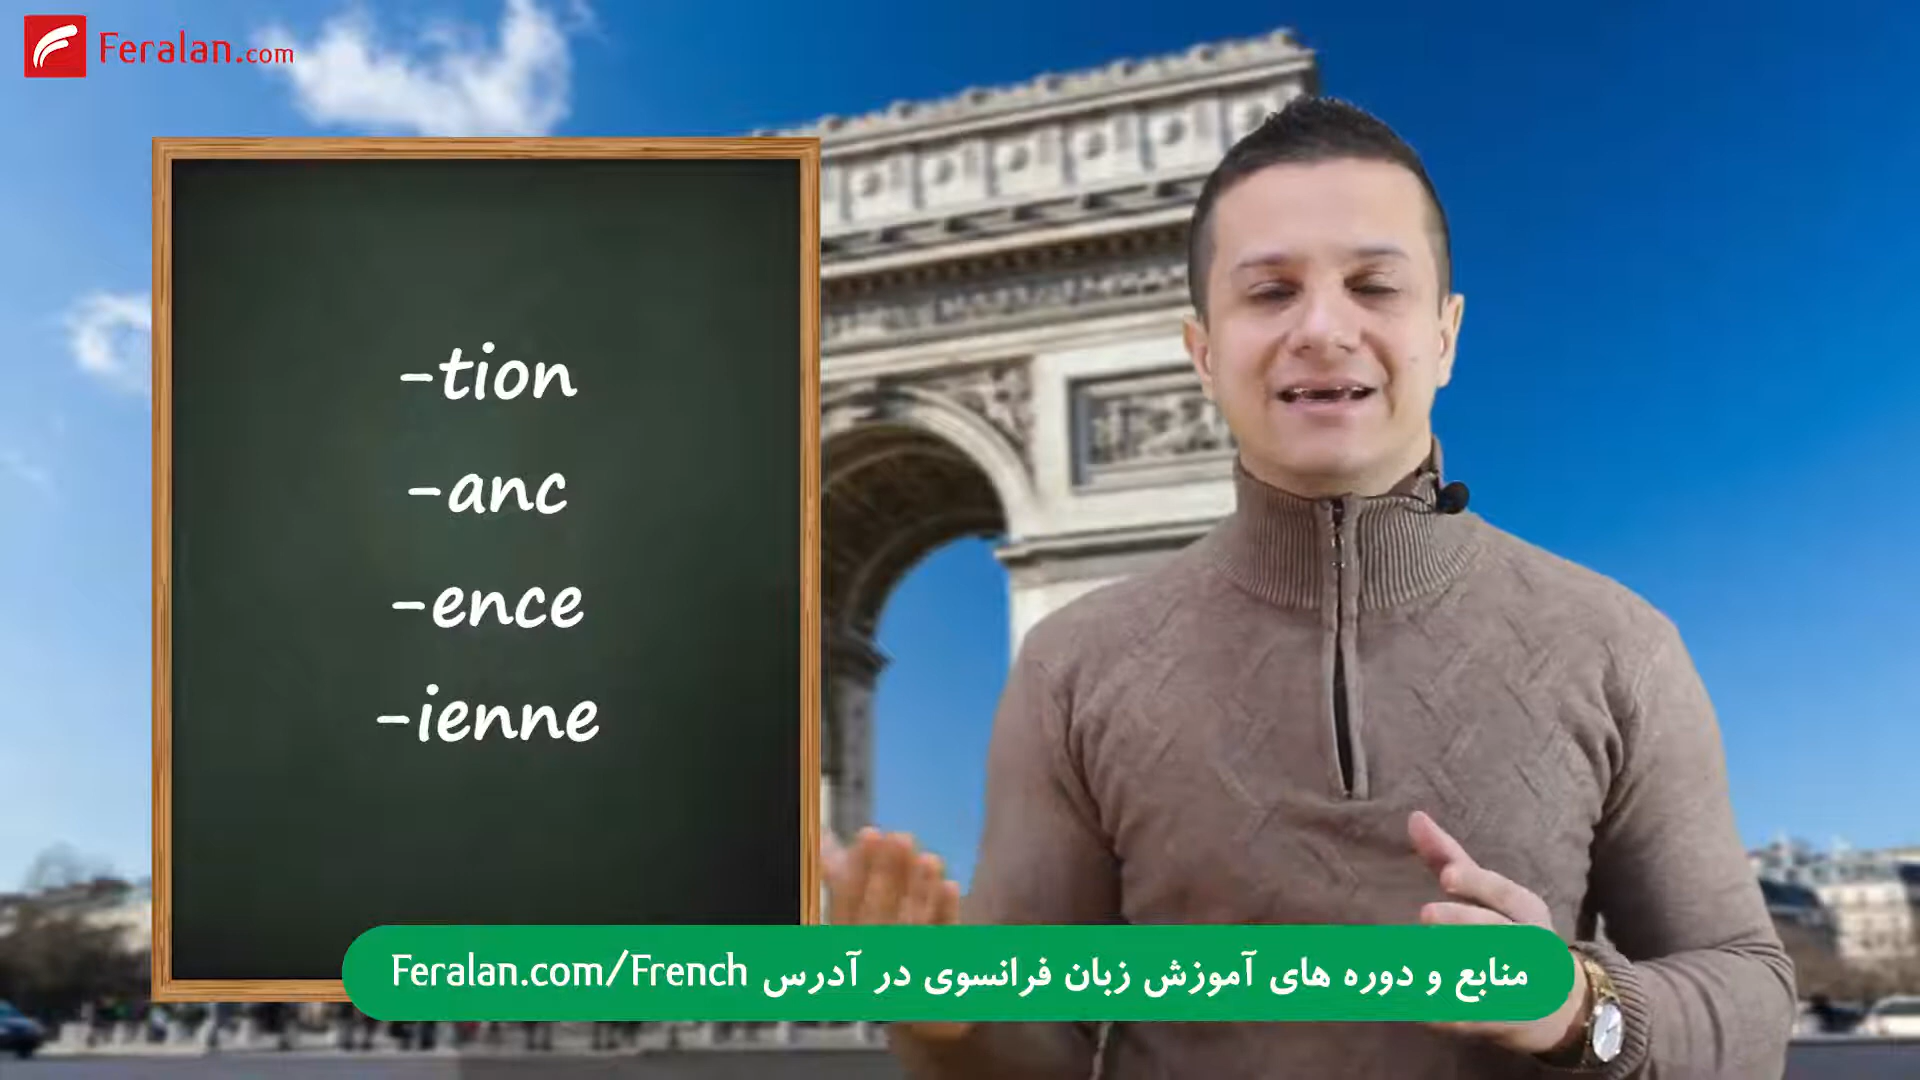 Feralan.com
-tion
-anc
-ence
-ienne
منابع و دوره های آموزش زبان فرانسوی در آدرس Feralan.com/French